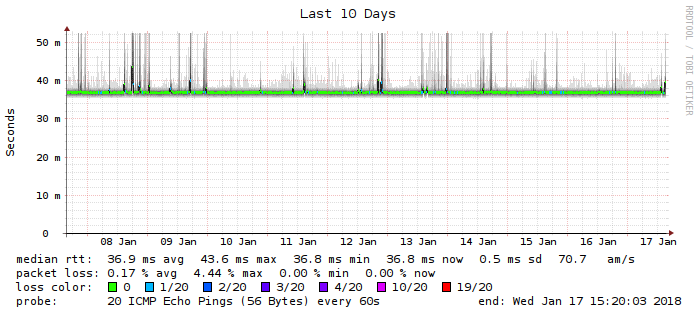 Last 10 Days
RRDTOOL / TOBI OETIKER
Seconds
50 m
40 m
30 m
20 m
10 m
0
08 Jan 09 Jan 10 Jan 11 Jan 12 Jan 13 Jan 14 Jan 15 Jan 16 Jan 17 Jan
median rtt: 36.9 ms avg 43.6 ms max 36.8 ms min 36.8 ms now 0.5 ms sd 70.7 am/s
packet loss: 0.17 % avg 4.44 % max 0.00 % min 0.00 % now
loss color: 0 1/20 2/20 3/20 4/20 10/20 19/20
probe: 20 ICMP Echo Pings (56 Bytes) every 60s end: Wed Jan 17 15:20:03 2018